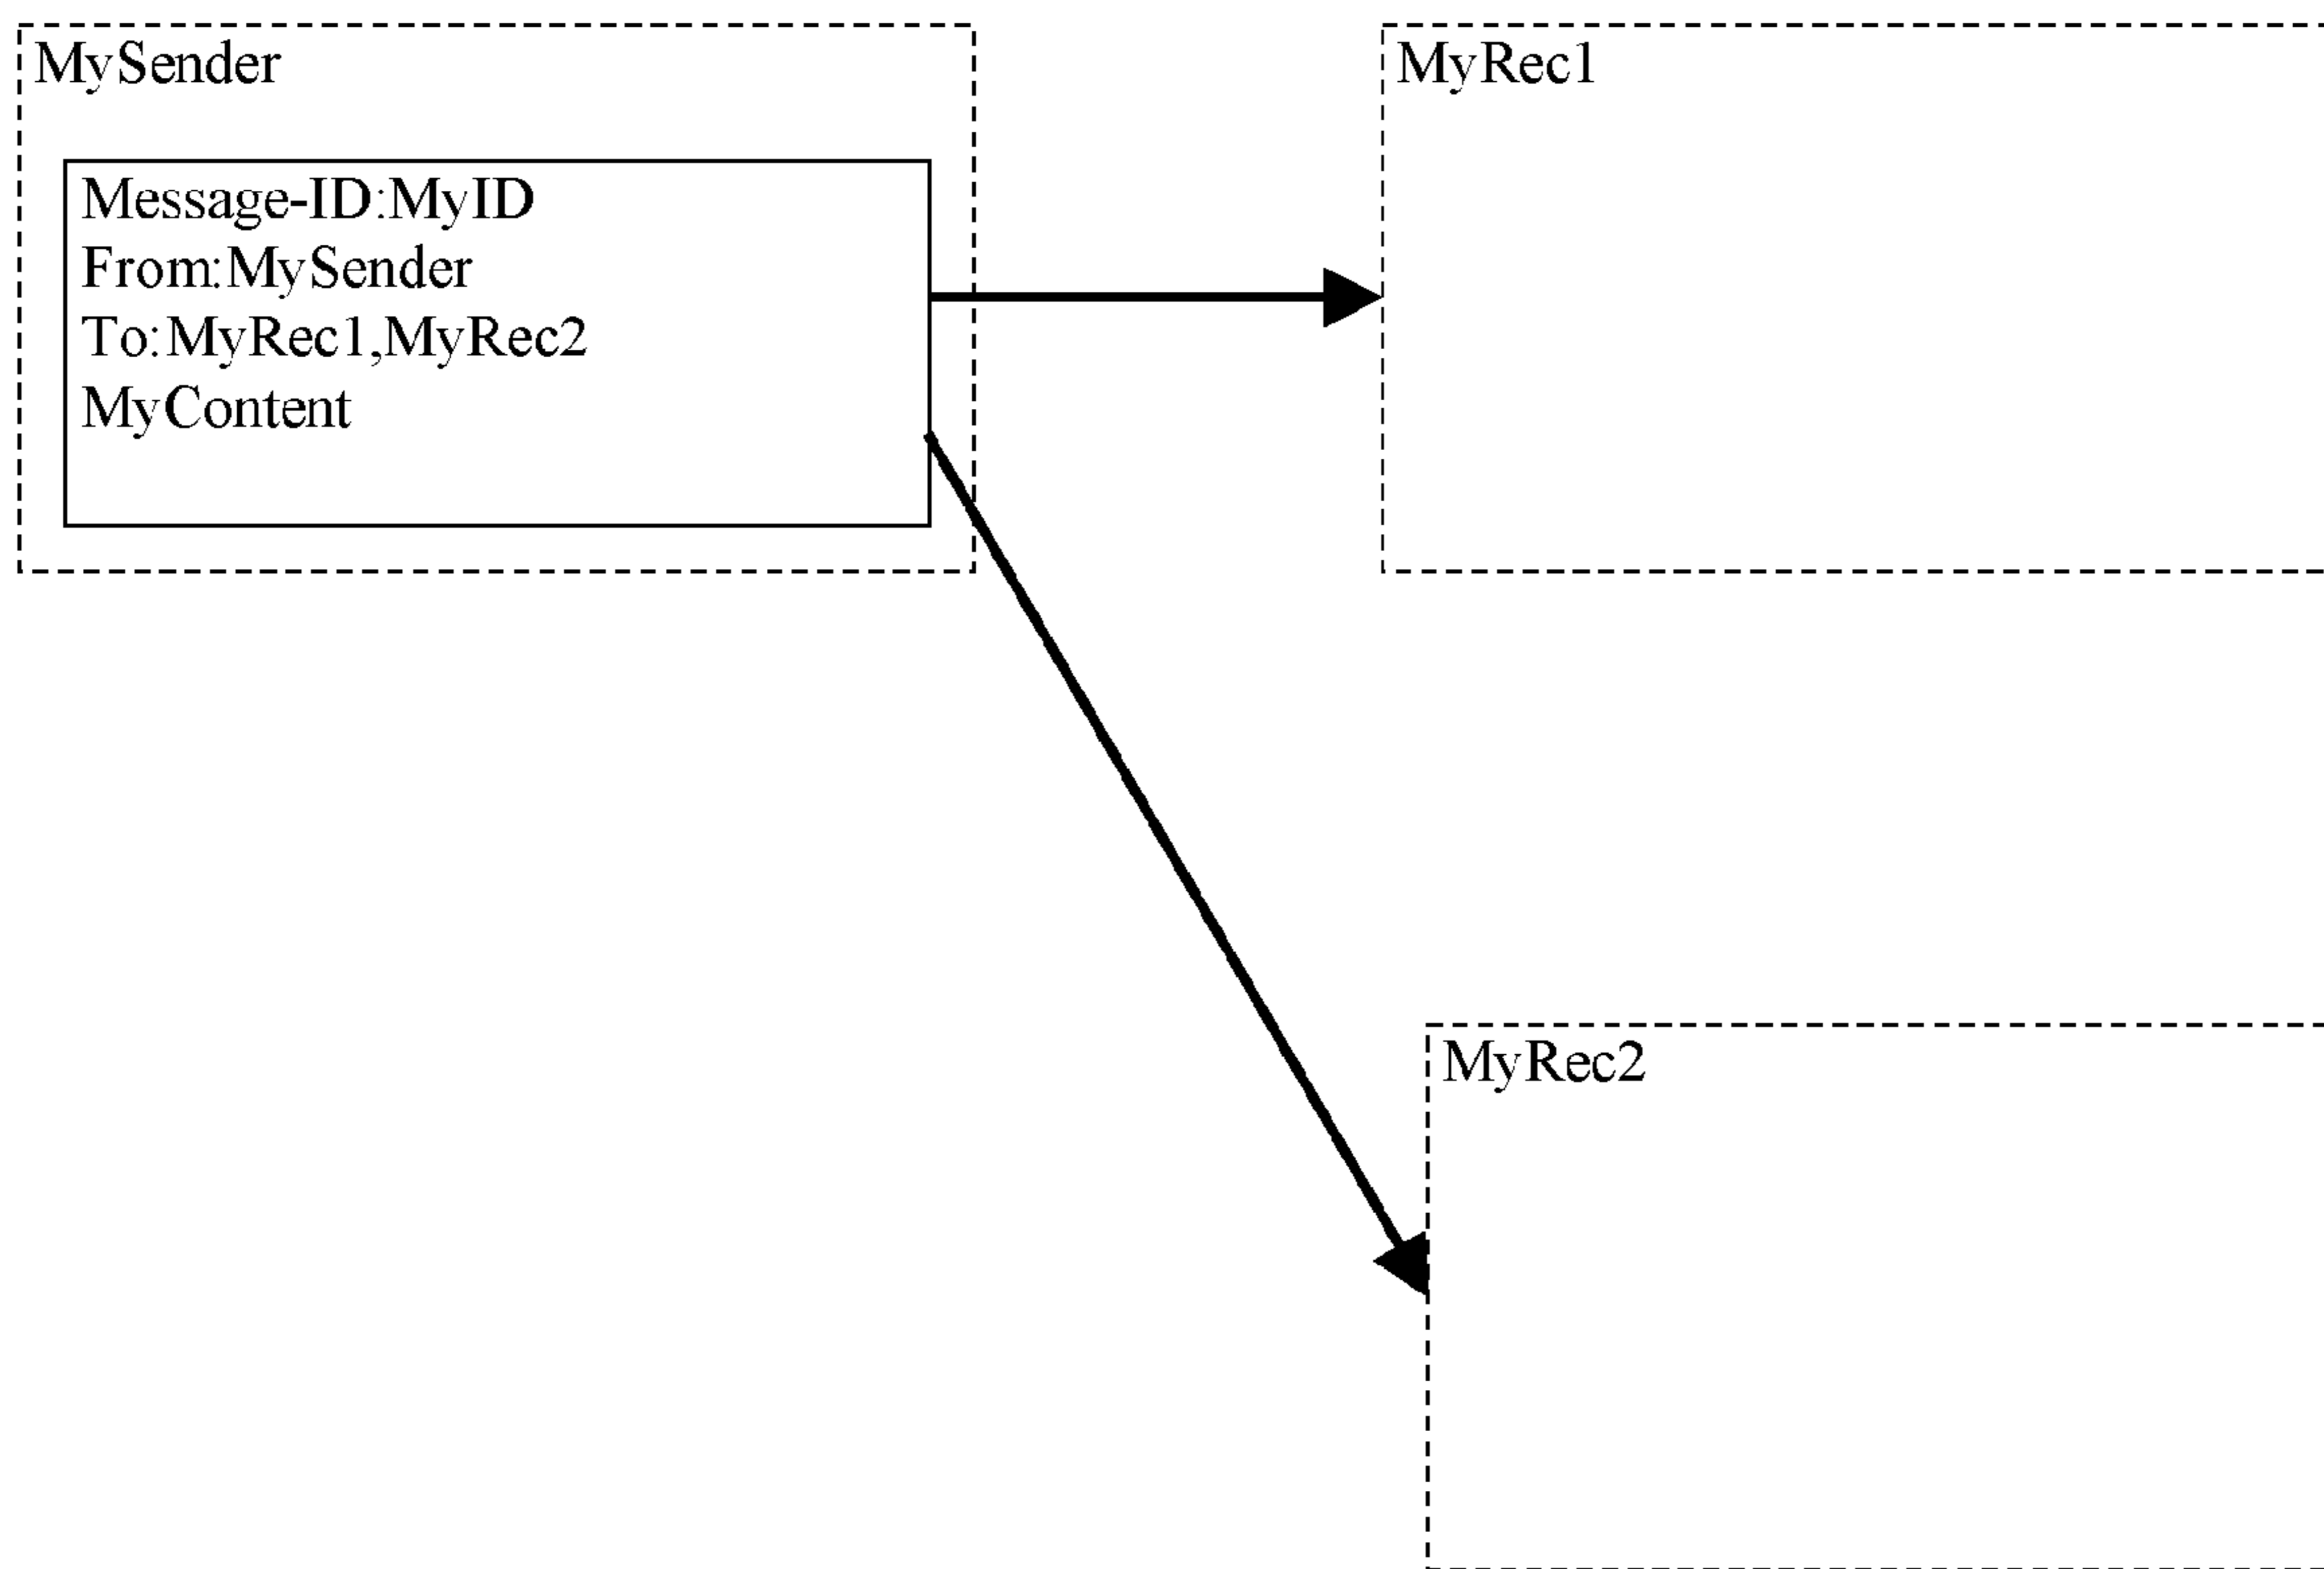 MySender
Message-ID:MyID
From:MySender
To:MyRec1,MyRec2
MyContent
MyRec1
MyRec2